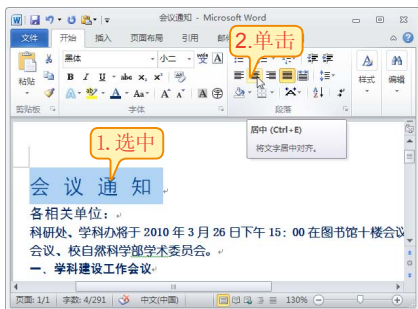 会议通知 - Microsoft Word
文件 开始 插入 页面布局 引用
2.单击
黑体 小二
粘贴 B I U abc x₂ x² 样式 编辑
A Aa A A
剪贴板 字体 段落
居中 (Ctrl+E)
将文字居中对齐。
1.选中
会 议 通 知
各相关单位：
科研处、学科办将于 2010 年 3 月 26 日下午 15：00 在图书馆十楼会议
会议、校自然科学部学术委员会。
一、学科建设工作会议
页面: 1/1 字数: 4/291 中文(中国) 130%